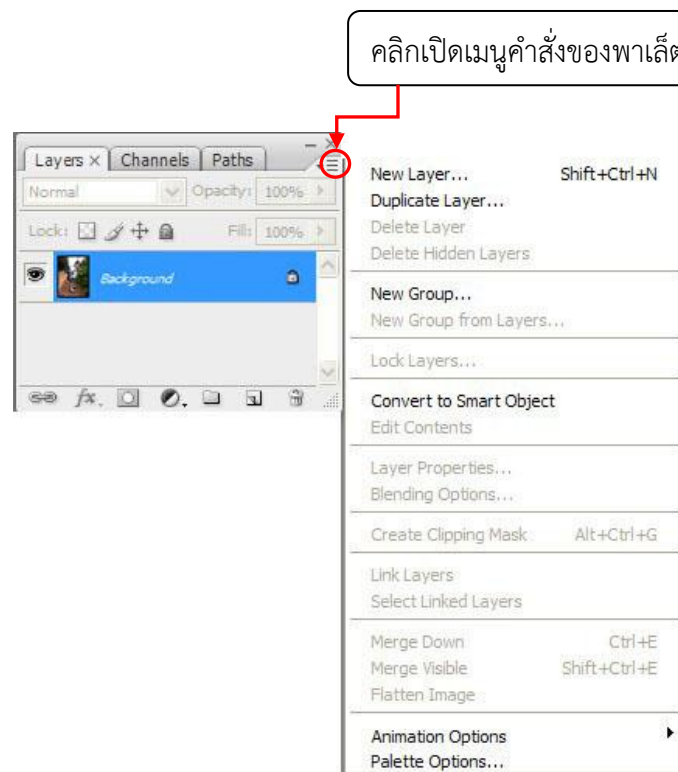 คลิกเปิดเมนูคำสั่งของพาเล็ต
Layers × Channels Paths
Normal Opacity: 100%
Lock: Fill: 100%
Background
fx.
New Layer... Shift+Ctrl+N
Duplicate Layer...
Delete Layer
Delete Hidden Layers
New Group...
New Group from Layers...
Lock Layers...
Convert to Smart Object
Edit Contents
Layer Properties...
Blending Options...
Create Clipping Mask Alt+Ctrl+G
Link Layers
Select Linked Layers
Merge Down Ctrl+E
Merge Visible Shift+Ctrl+E
Flatten Image
Animation Options
Palette Options...